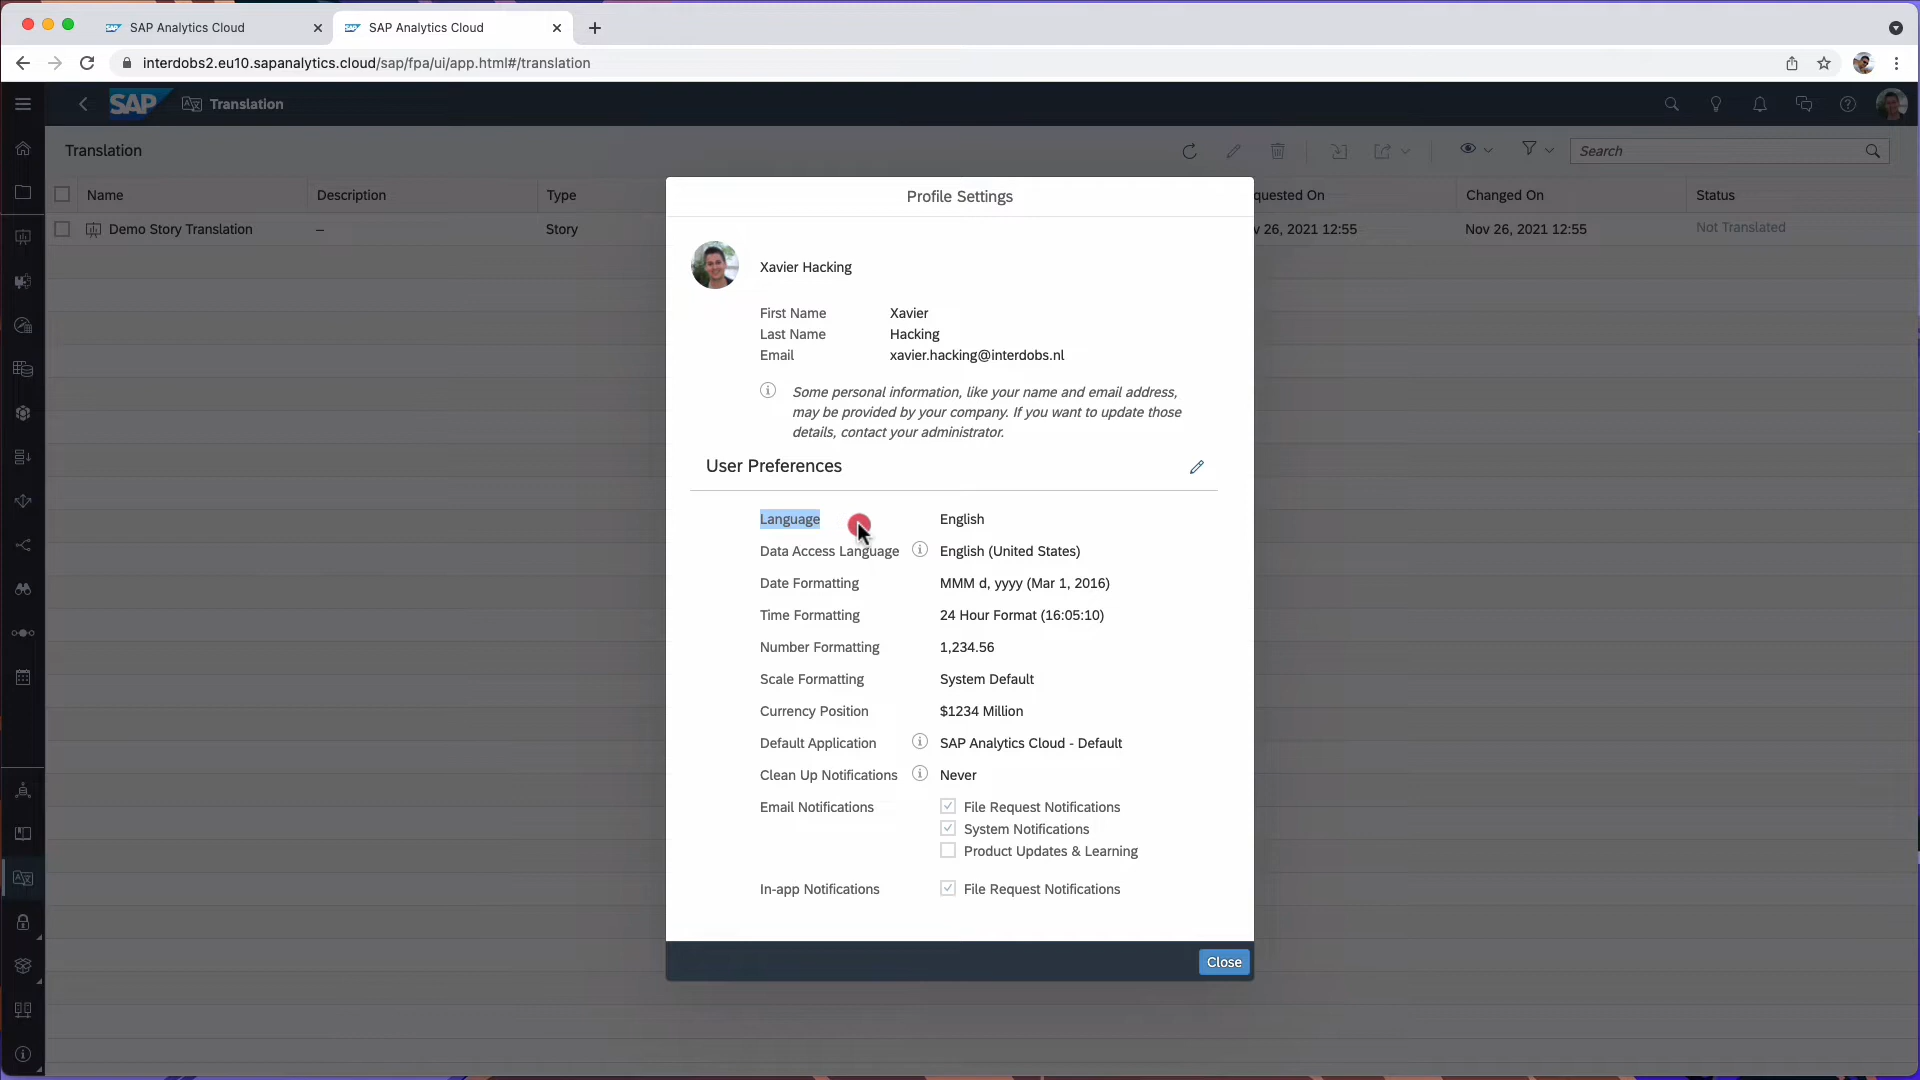 SAP Analytics Cloud
SAP Analytics Cloud
interdobs2.eu10.sapanalytics.cloud/sap/fpa/ui/app.html#/translation
SAP Translation
Translation
Search
Name Description Type quested On Changed On Status
Demo Story Translation – Story 26, 2021 12:55 Nov 26, 2021 12:55 Not Translated
Profile Settings
Xavier Hacking
First Name Xavier
Last Name Hacking
Email xavier.hacking@interdobs.nl
Some personal information, like your name and email address,
may be provided by your company. If you want to update those
details, contact your administrator.
User Preferences
Language English
Data Access Language English (United States)
Date Formatting MMM d, yyyy (Mar 1, 2016)
Time Formatting 24 Hour Format (16:05:10)
Number Formatting 1,234.56
Scale Formatting System Default
Currency Position $1234 Million
Default Application SAP Analytics Cloud - Default
Clean Up Notifications Never
Email Notifications File Request Notifications
System Notifications
Product Updates & Learning
In-app Notifications File Request Notifications
Close